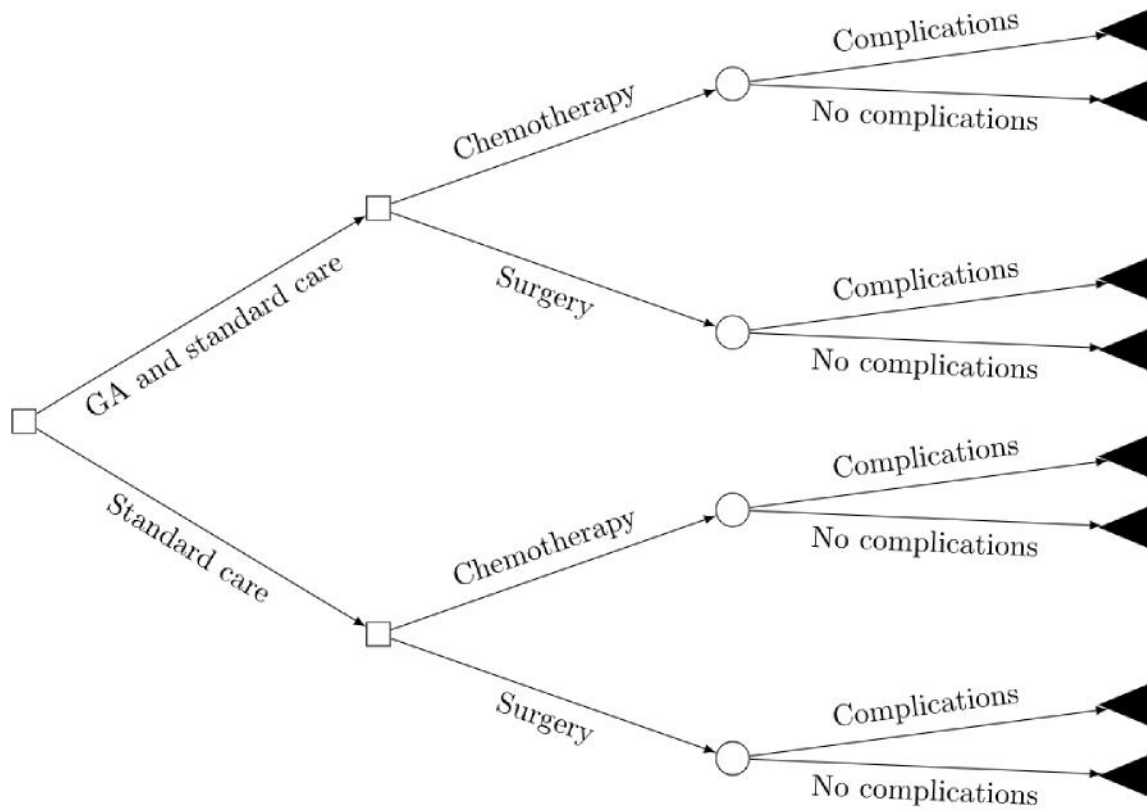 Complications
No complications
Chemotherapy
GA and standard care
Surgery
Complications
No complications
Standard care
Chemotherapy
Complications
No complications
Surgery
Complications
No complications